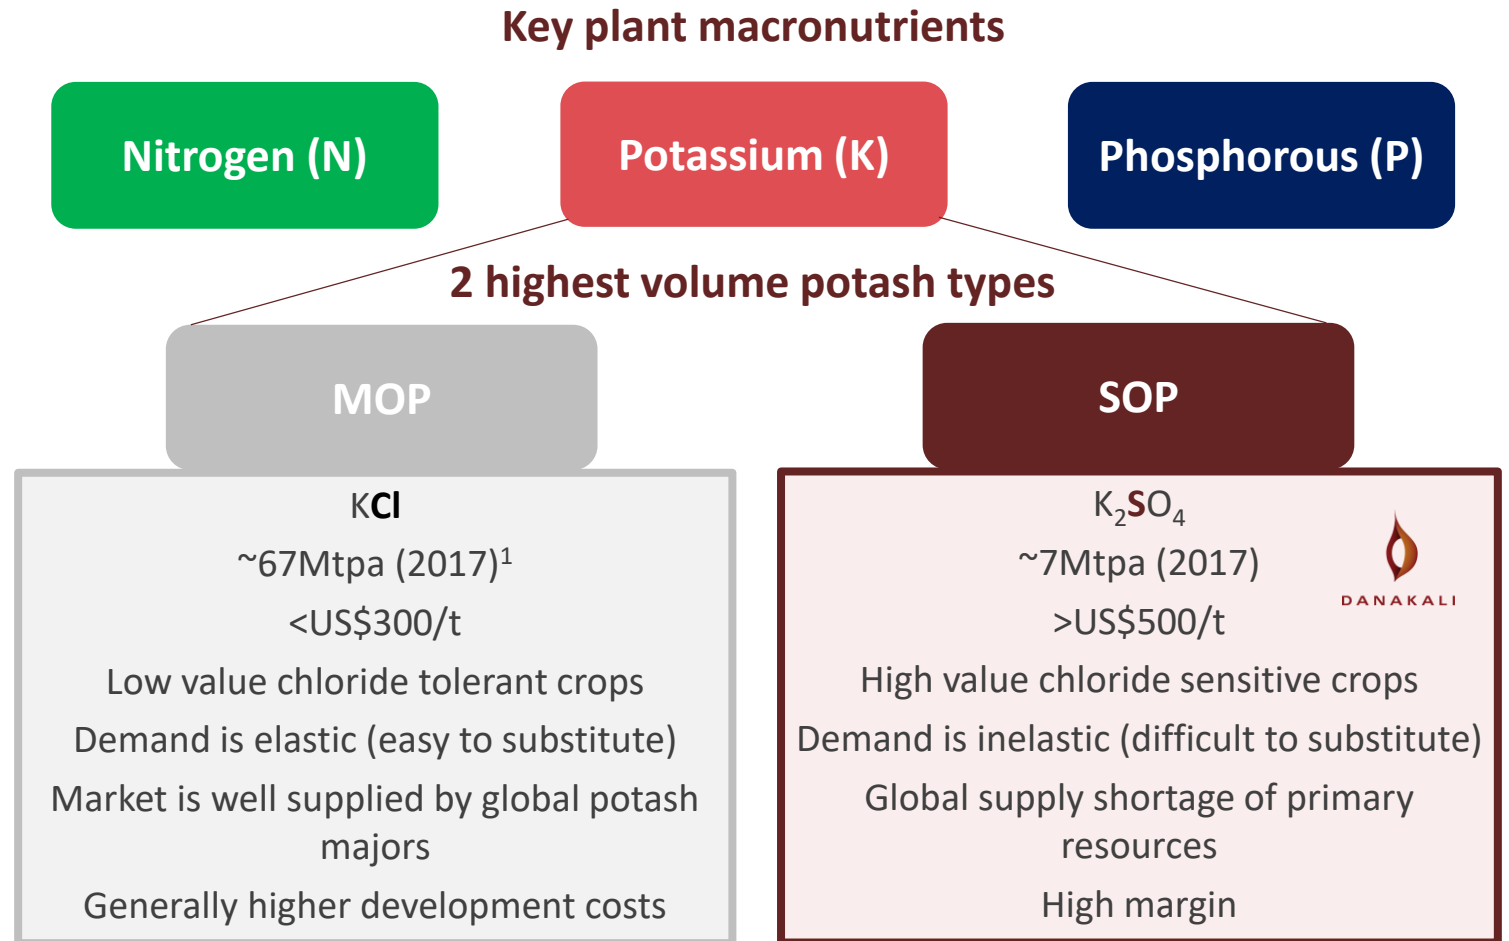 Key plant macronutrients
Nitrogen (N)
Potassium (K)
Phosphorous (P)
2 highest volume potash types
MOP
SOP
KCl
~67Mtpa (2017)¹
<US$300/t
Low value chloride tolerant crops
Demand is elastic (easy to substitute)
Market is well supplied by global potash
majors
Generally higher development costs
K₂SO₄
~7Mtpa (2017)
>US$500/t
High value chloride sensitive crops
Demand is inelastic (difficult to substitute)
Global supply shortage of primary
resources
High margin
DANAKALI